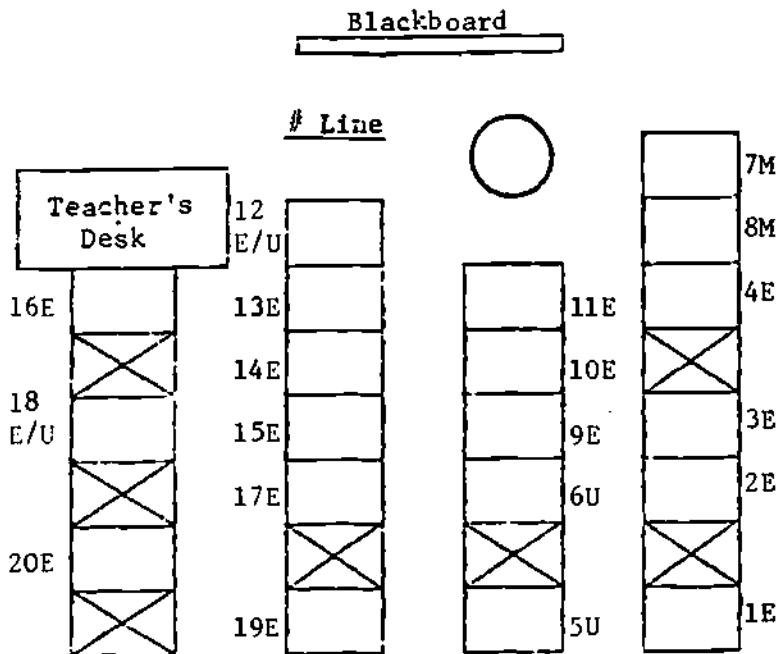 Blackboard
# Line
Teacher's
Desk
12
E/U
7M
8M
16E
13E
11E
4E
14E
10E
18
E/U
15E
9E
3E
17E
6U
2E
20E
19E
5U
1E